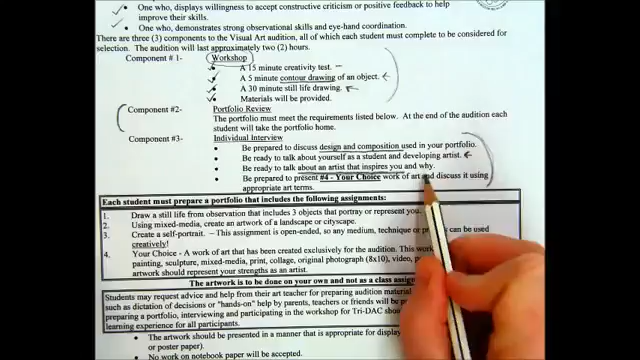 One who, displays willingness to accept constructive criticism or positive feedback to help
improve their skills.
One who, demonstrates strong observational skills and eye-hand coordination.
There are three (3) components to the Visual Art audition, all of which each student must complete to be considered for
selection. The audition will last approximately two (2) hours.
Component # 1- Workshop
A 15 minute creativity test.
A 5 minute contour drawing of an object.
A 30 minute still life drawing.
Materials will be provided.
Component #2- Portfolio Review
The portfolio must meet the requirements listed below. At the end of the audition each
student will take the portfolio home.
Component #3- Individual Interview
Be prepared to discuss design and composition used in your portfolio.
Be ready to talk about yourself as a student and developing artist.
Be ready to talk about an artist that inspires you and why.
Be prepared to present #4 - Your Choice work of art and discuss it using
appropriate art terms.
Each student must prepare a portfolio that includes the following assignments:
1. Draw a still life from observation that includes 3 objects that portray or represent you.
2. Using mixed-media, create an artwork of a landscape or cityscape.
3. Create a self-portrait. – This assignment is open-ended, so any medium, technique or can be used
creatively!
4. Your Choice - A work of art that has been created exclusively for the audition. This work
painting, sculpture, mixed-media, print, collage, original photograph (8x10), video,
artwork should represent your strengths as an artist.
The artwork is to be done on your own and not as a class
Students may request advice and help from their art teacher for preparing audition material
such as dictation of decisions or "hands-on" help by parents, teachers or friends will be
preparing a portfolio, interviewing and participating in the workshop for Tri-DAC should be
learning experience for all participants.
The artwork should be presented in a manner that is appropriate for
or poster paper).
No work on notebook paper will be accepted.